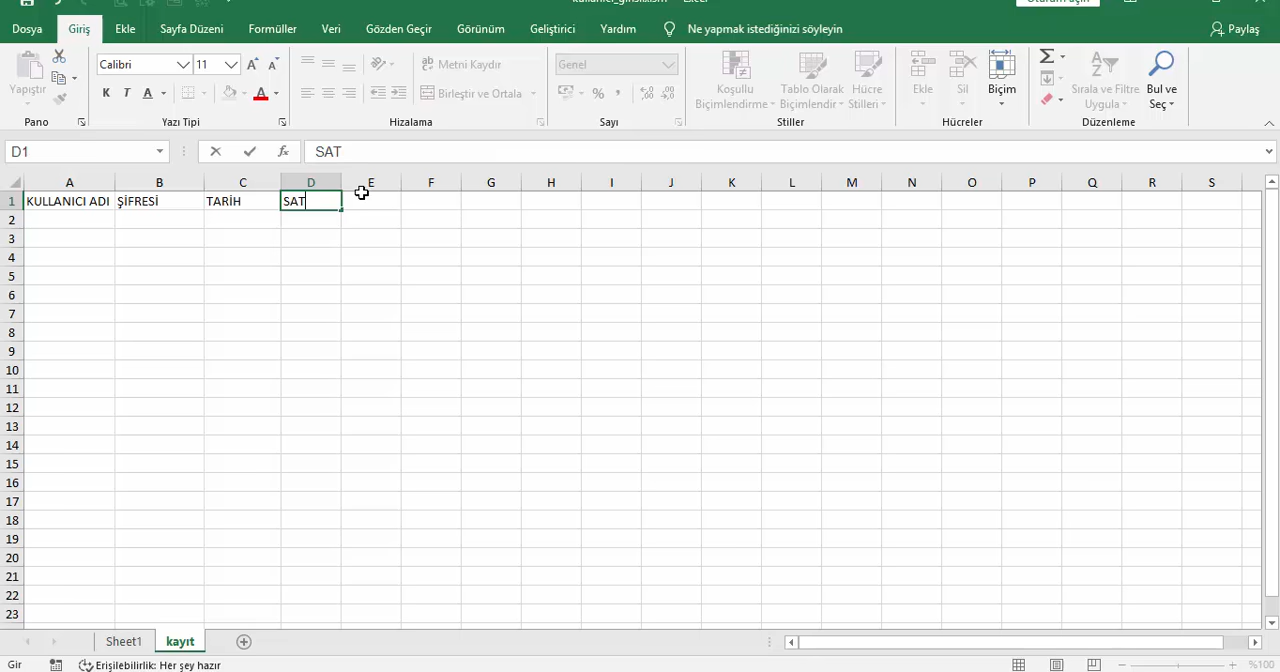 Dosya Giriş Ekle Sayfa Düzeni Formüller Veri Gözden Geçir Görünüm Geliştirici Yardım Ne yapmak istediğinizi söyleyin Paylaş
Calibri 11 Metni Kaydır Genel
Yapıştır K T A A Birleştir ve Ortala % Koşullu Biçimlendirme Tablo Olarak Biçimlendir Hücre Stilleri Ekle Sil Biçim Sırala ve Filtre Uygula Bul ve Seç
Pano Yazı Tipi Hizalama Sayı Stiller Hücreler Düzenleme
D1 fx SAT
A B C D E F G H I J K L M N O P Q R S
1 KULLANICI ADI ŞİFRESİ TARİH SAT
2
3
4
5
6
7
8
9
10
11
12
13
14
15
16
17
18
19
20
21
22
23
Sheet1 kayıt
Gir Erişilebilirlik: Her şey hazır %100